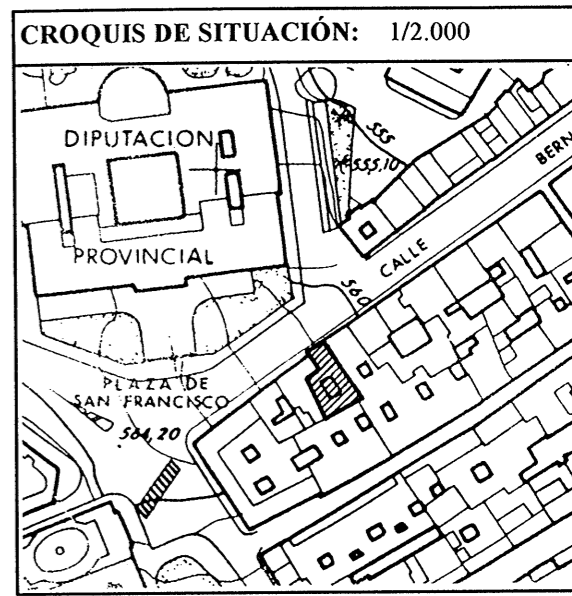 CROQUIS DE SITUACIÓN: 1/2.000
DIPUTACION
PROVINCIAL
555
555,10
BERN
CALLE
560
PLAZA DE
SAN FRANCISCO
564,20